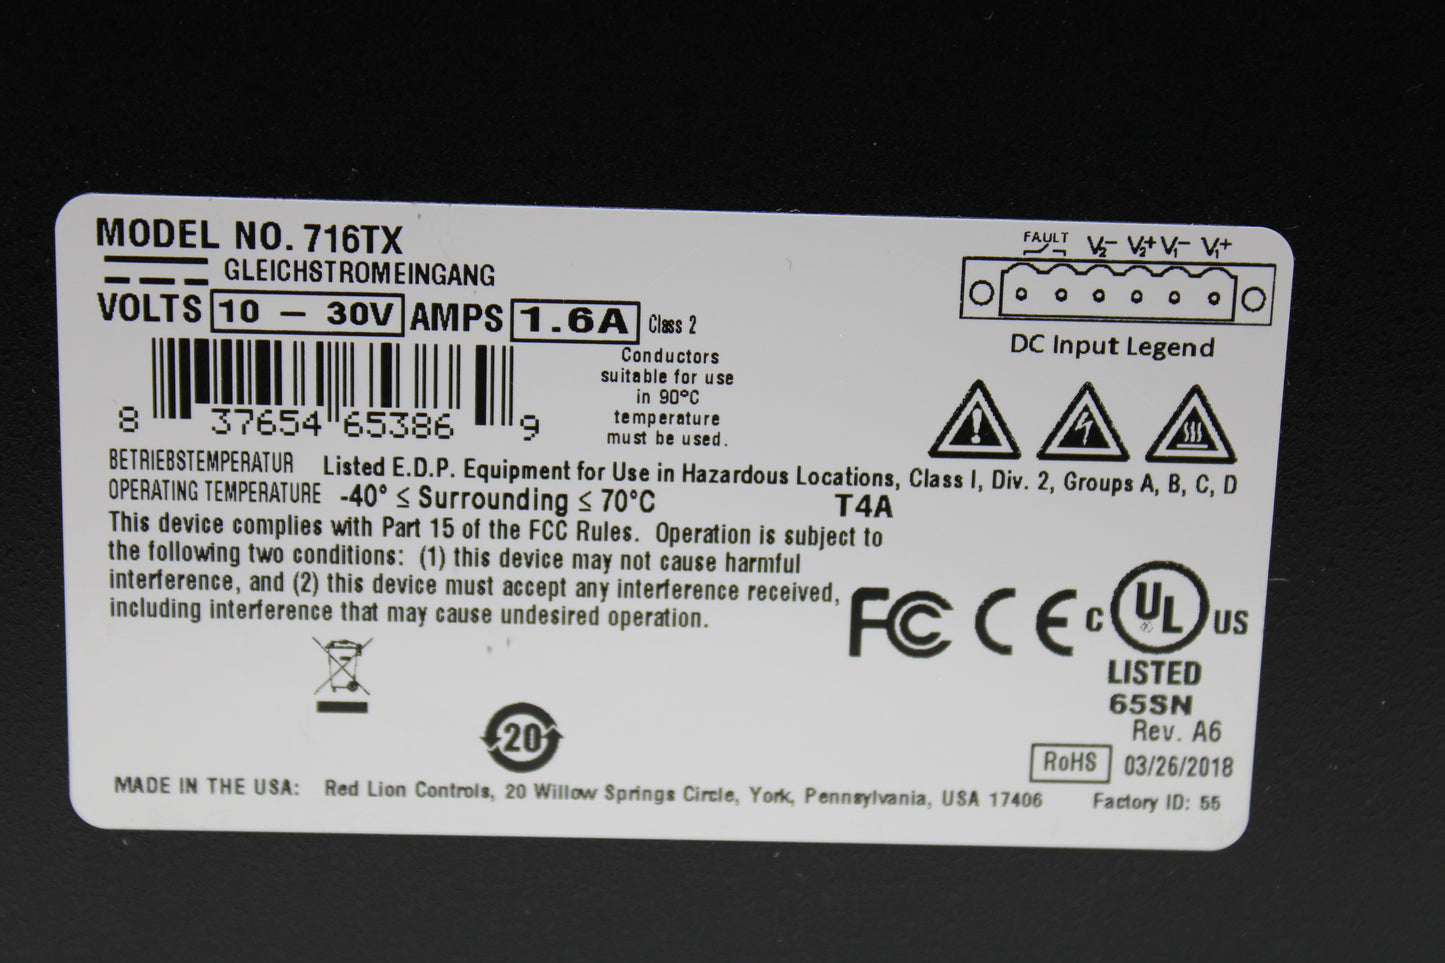 MODEL NO. 716TX
GLEICHSTROMEINGANG
VOLTS 10 – 30V AMPS 1.6A Class 2
Conductors
suitable for use
in 90°C
temperature
must be used.
8 37654 65386 9
FAULT V2- V2+ V1- V1+
DC Input Legend
BETRIEBSTEMPERATUR Listed E.D.P. Equipment for Use in Hazardous Locations, Class I, Div. 2, Groups A, B, C, D
OPERATING TEMPERATURE -40° ≤ Surrounding ≤ 70°C T4A
This device complies with Part 15 of the FCC Rules. Operation is subject to
the following two conditions: (1) this device may not cause harmful
interference, and (2) this device must accept any interference received,
including interference that may cause undesired operation.
FC CE C UL ® US
LISTED
65SN
Rev. A6
20
RoHS 03/26/2018
MADE IN THE USA: Red Lion Controls, 20 Willow Springs Circle, York, Pennsylvania, USA 17406 Factory ID: 55